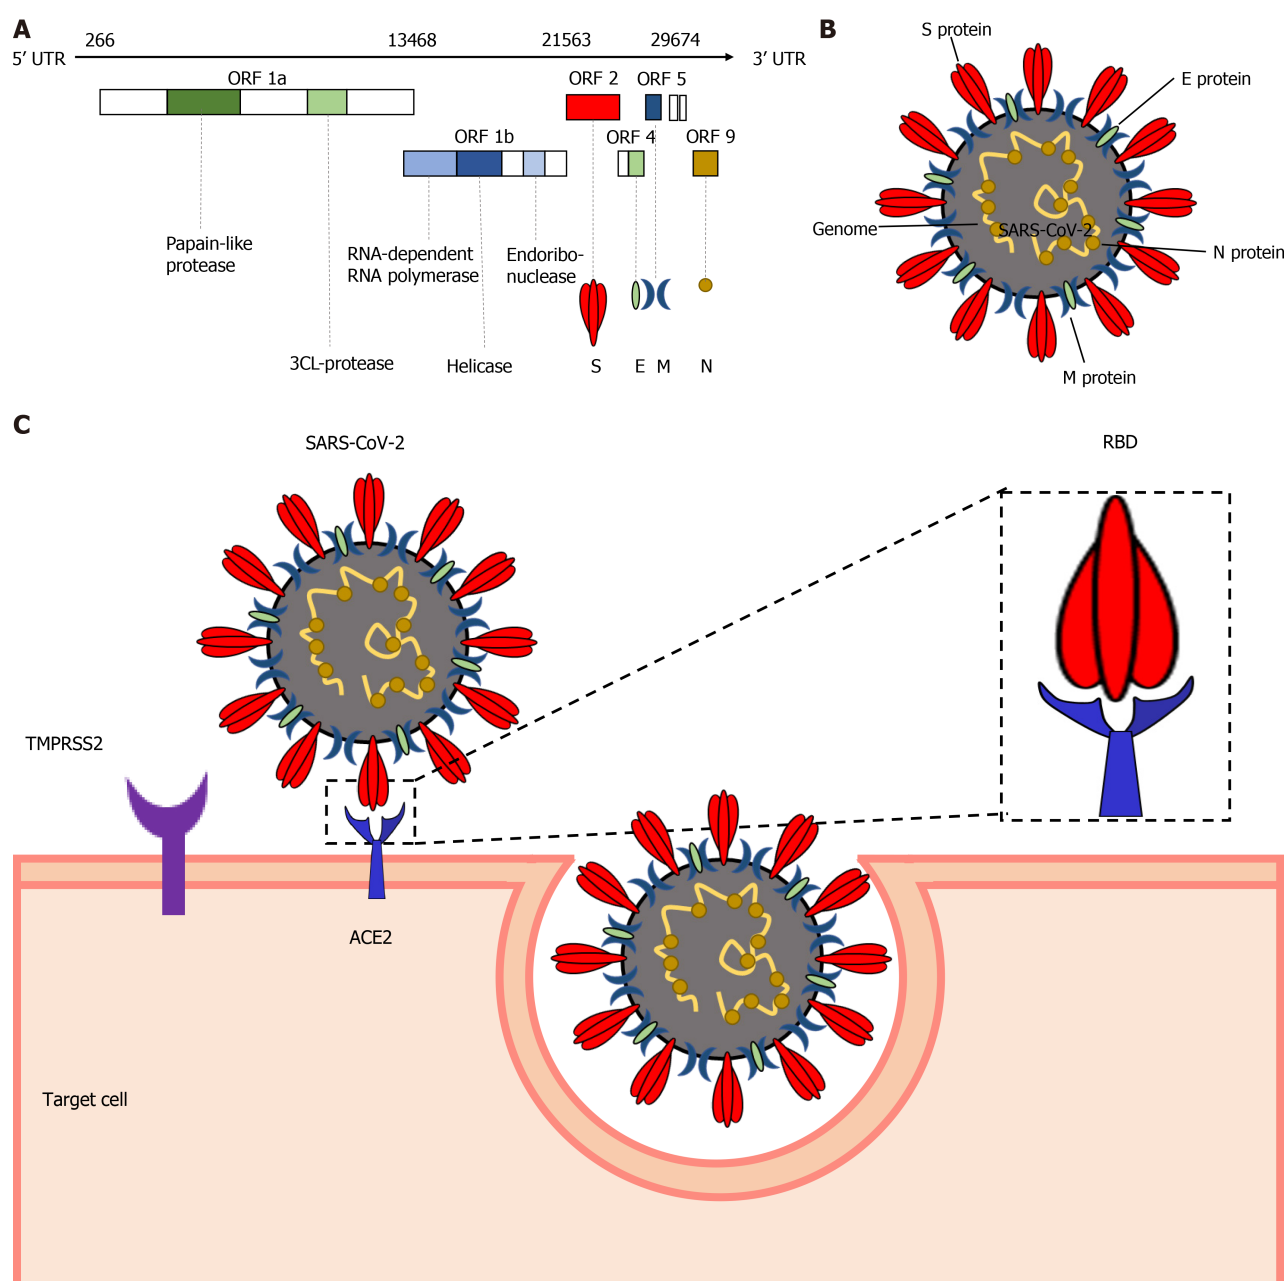 A
266 13468 21563 29674
5′ UTR 3′ UTR
ORF 1a ORF 2 ORF 5
ORF 1b ORF 4 ORF 9
Papain-like
protease
RNA-dependent
RNA polymerase
Endoribo-
nuclease
3CL-protease Helicase S E M N
B
S protein
E protein
Genome
SARS-CoV-2
N protein
M protein
C
SARS-CoV-2
RBD
TMPRSS2
ACE2
Target cell